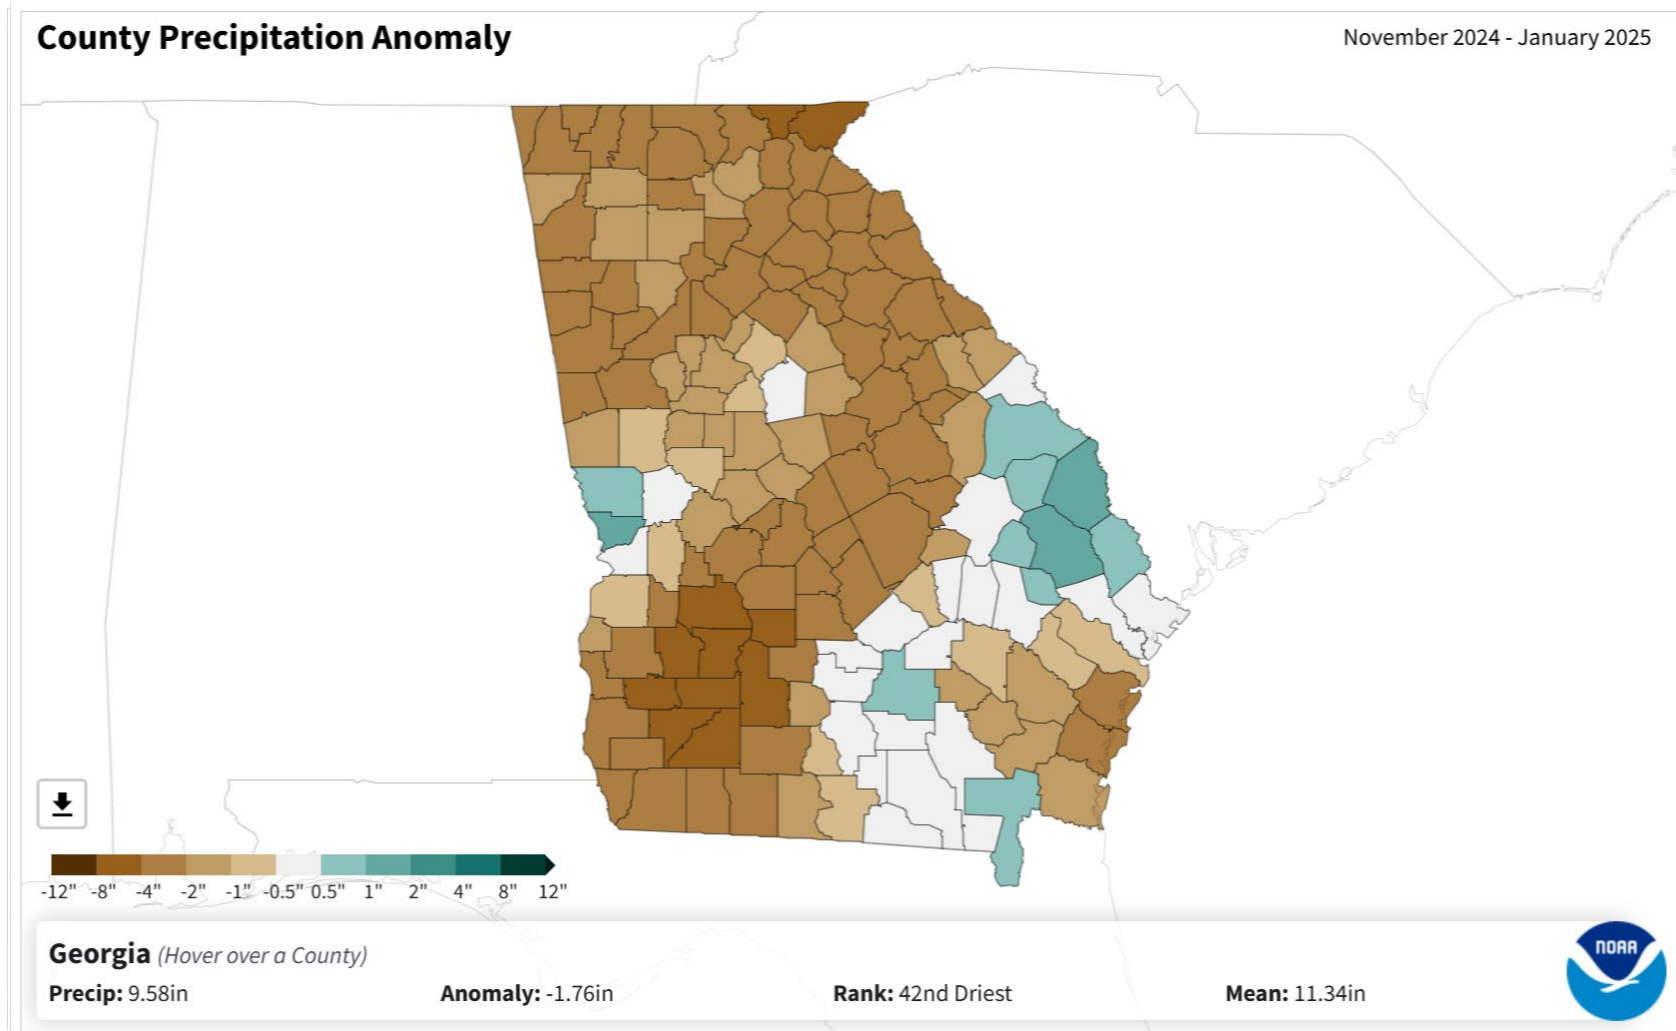 County Precipitation Anomaly
November 2024 - January 2025
-12" -8" -4" -2" -1" -0.5" 0.5" 1" 2" 4" 8" 12"
Georgia (Hover over a County)
Precip: 9.58in Anomaly: -1.76in Rank: 42nd Driest Mean: 11.34in
NOAA